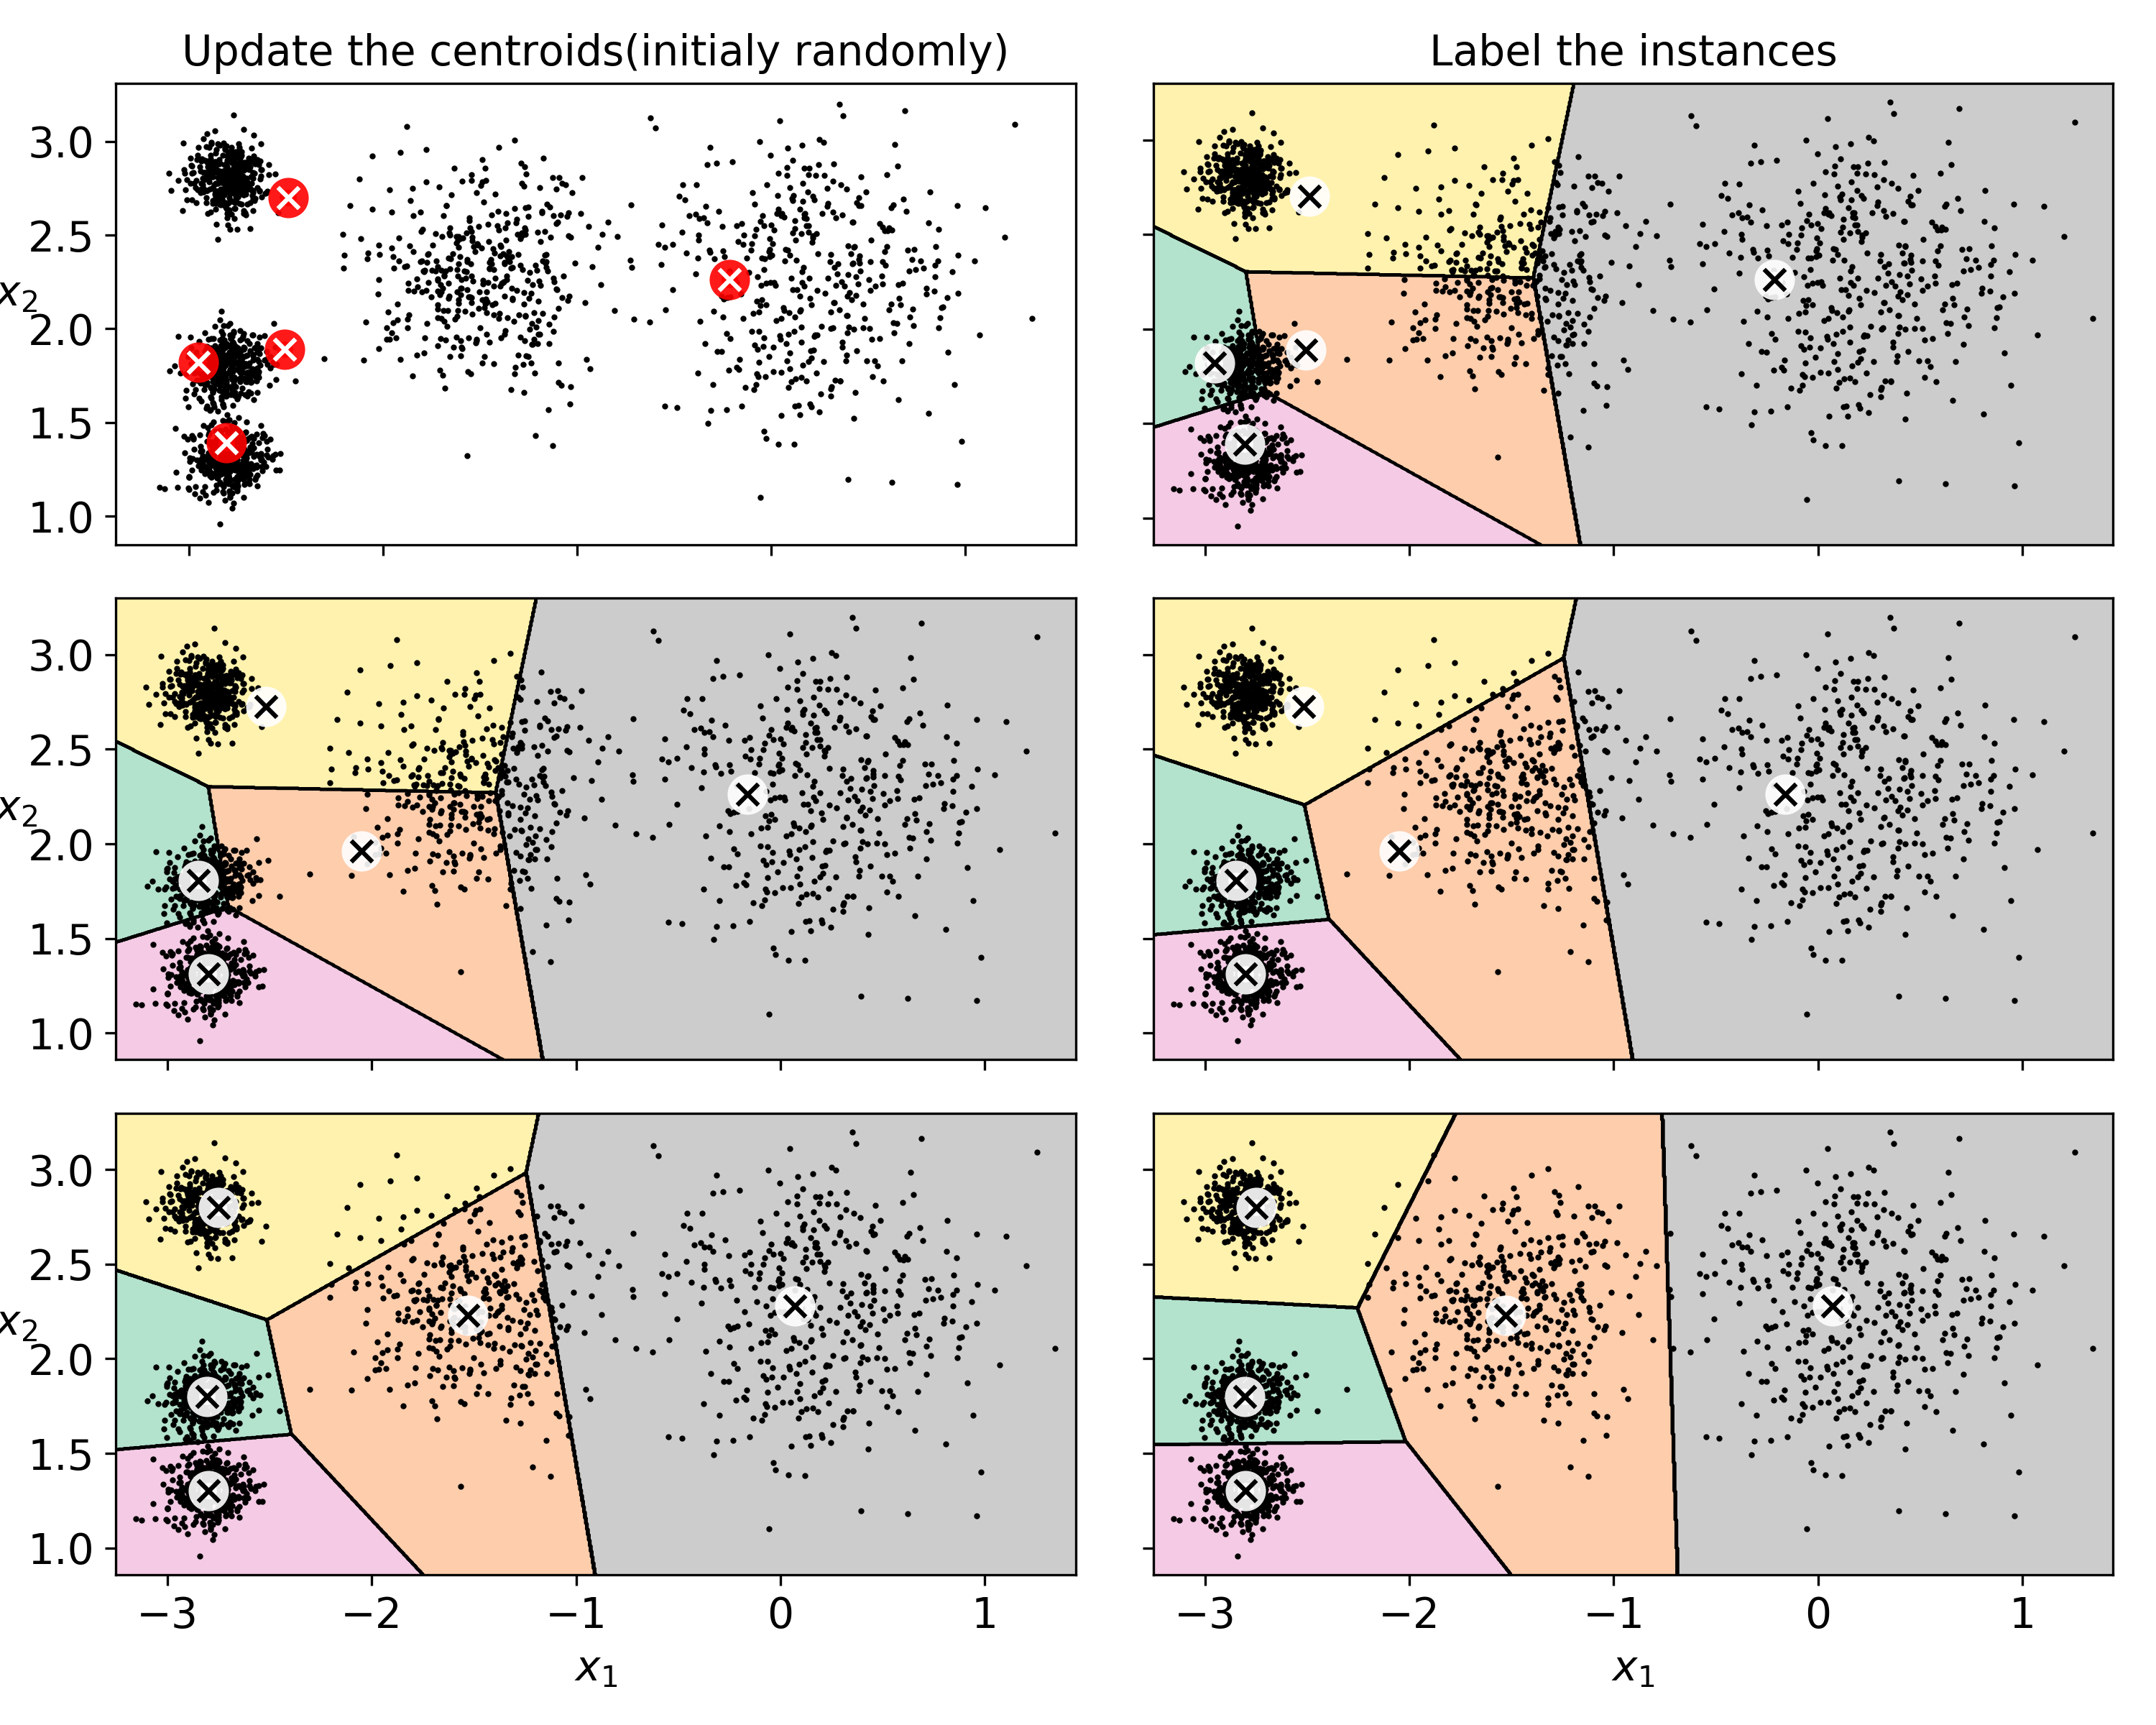 Update the centroids(initialy randomly)
Label the instances
3.0
2.5
x₂
2.0
1.5
1.0
3.0
2.5
x₂
2.0
1.5
1.0
3.0
2.5
x₂
2.0
1.5
1.0
−3 −2 −1 0 1
−3 −2 −1 0 1
x₁
x₁